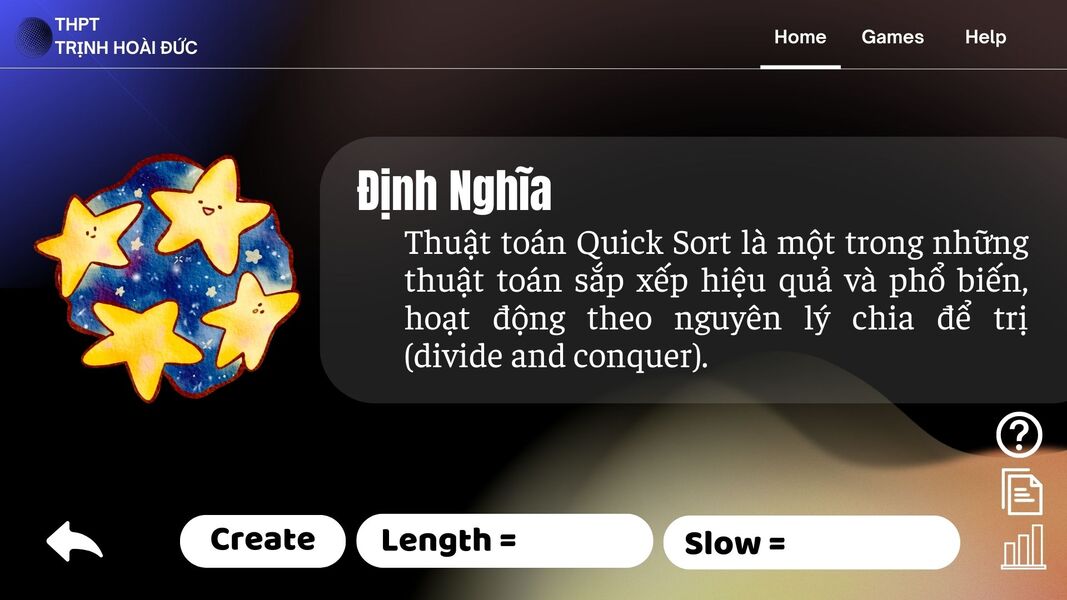 THPT
TRỊNH HOÀI ĐỨC
Home Games Help
Định Nghĩa
Thuật toán Quick Sort là một trong những
thuật toán sắp xếp hiệu quả và phổ biến,
hoạt động theo nguyên lý chia để trị
(divide and conquer).
?
Create Length = Slow =